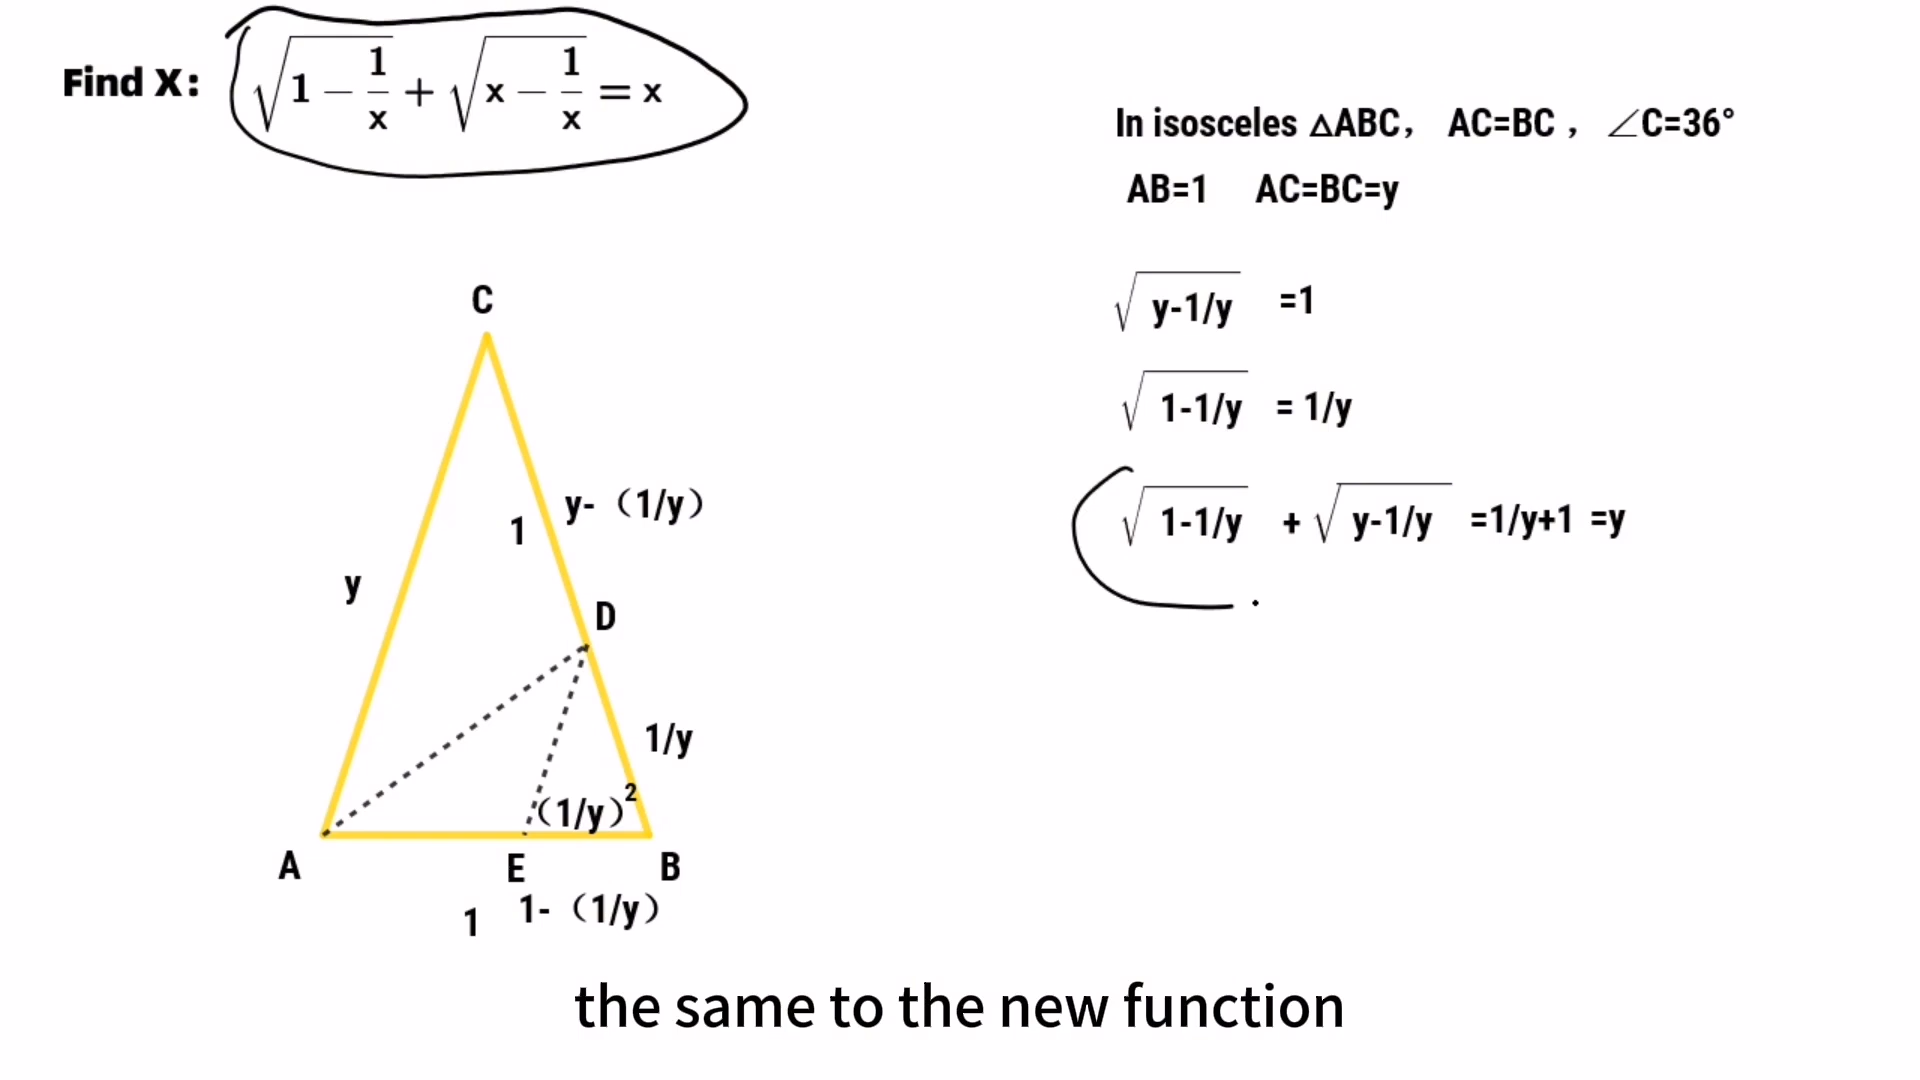 Find X: √(1 − 1/x) + √(x − 1/x) = x
In isosceles △ABC, AC=BC , ∠C=36°
AB=1 AC=BC=y
√(y-1/y) =1
√(1-1/y) = 1/y
√(1-1/y) + √(y-1/y) =1/y+1 =y
C
1 y-（1/y）
y
D
1/y
（1/y）²
A E B
1 1-（1/y）
the same to the new function